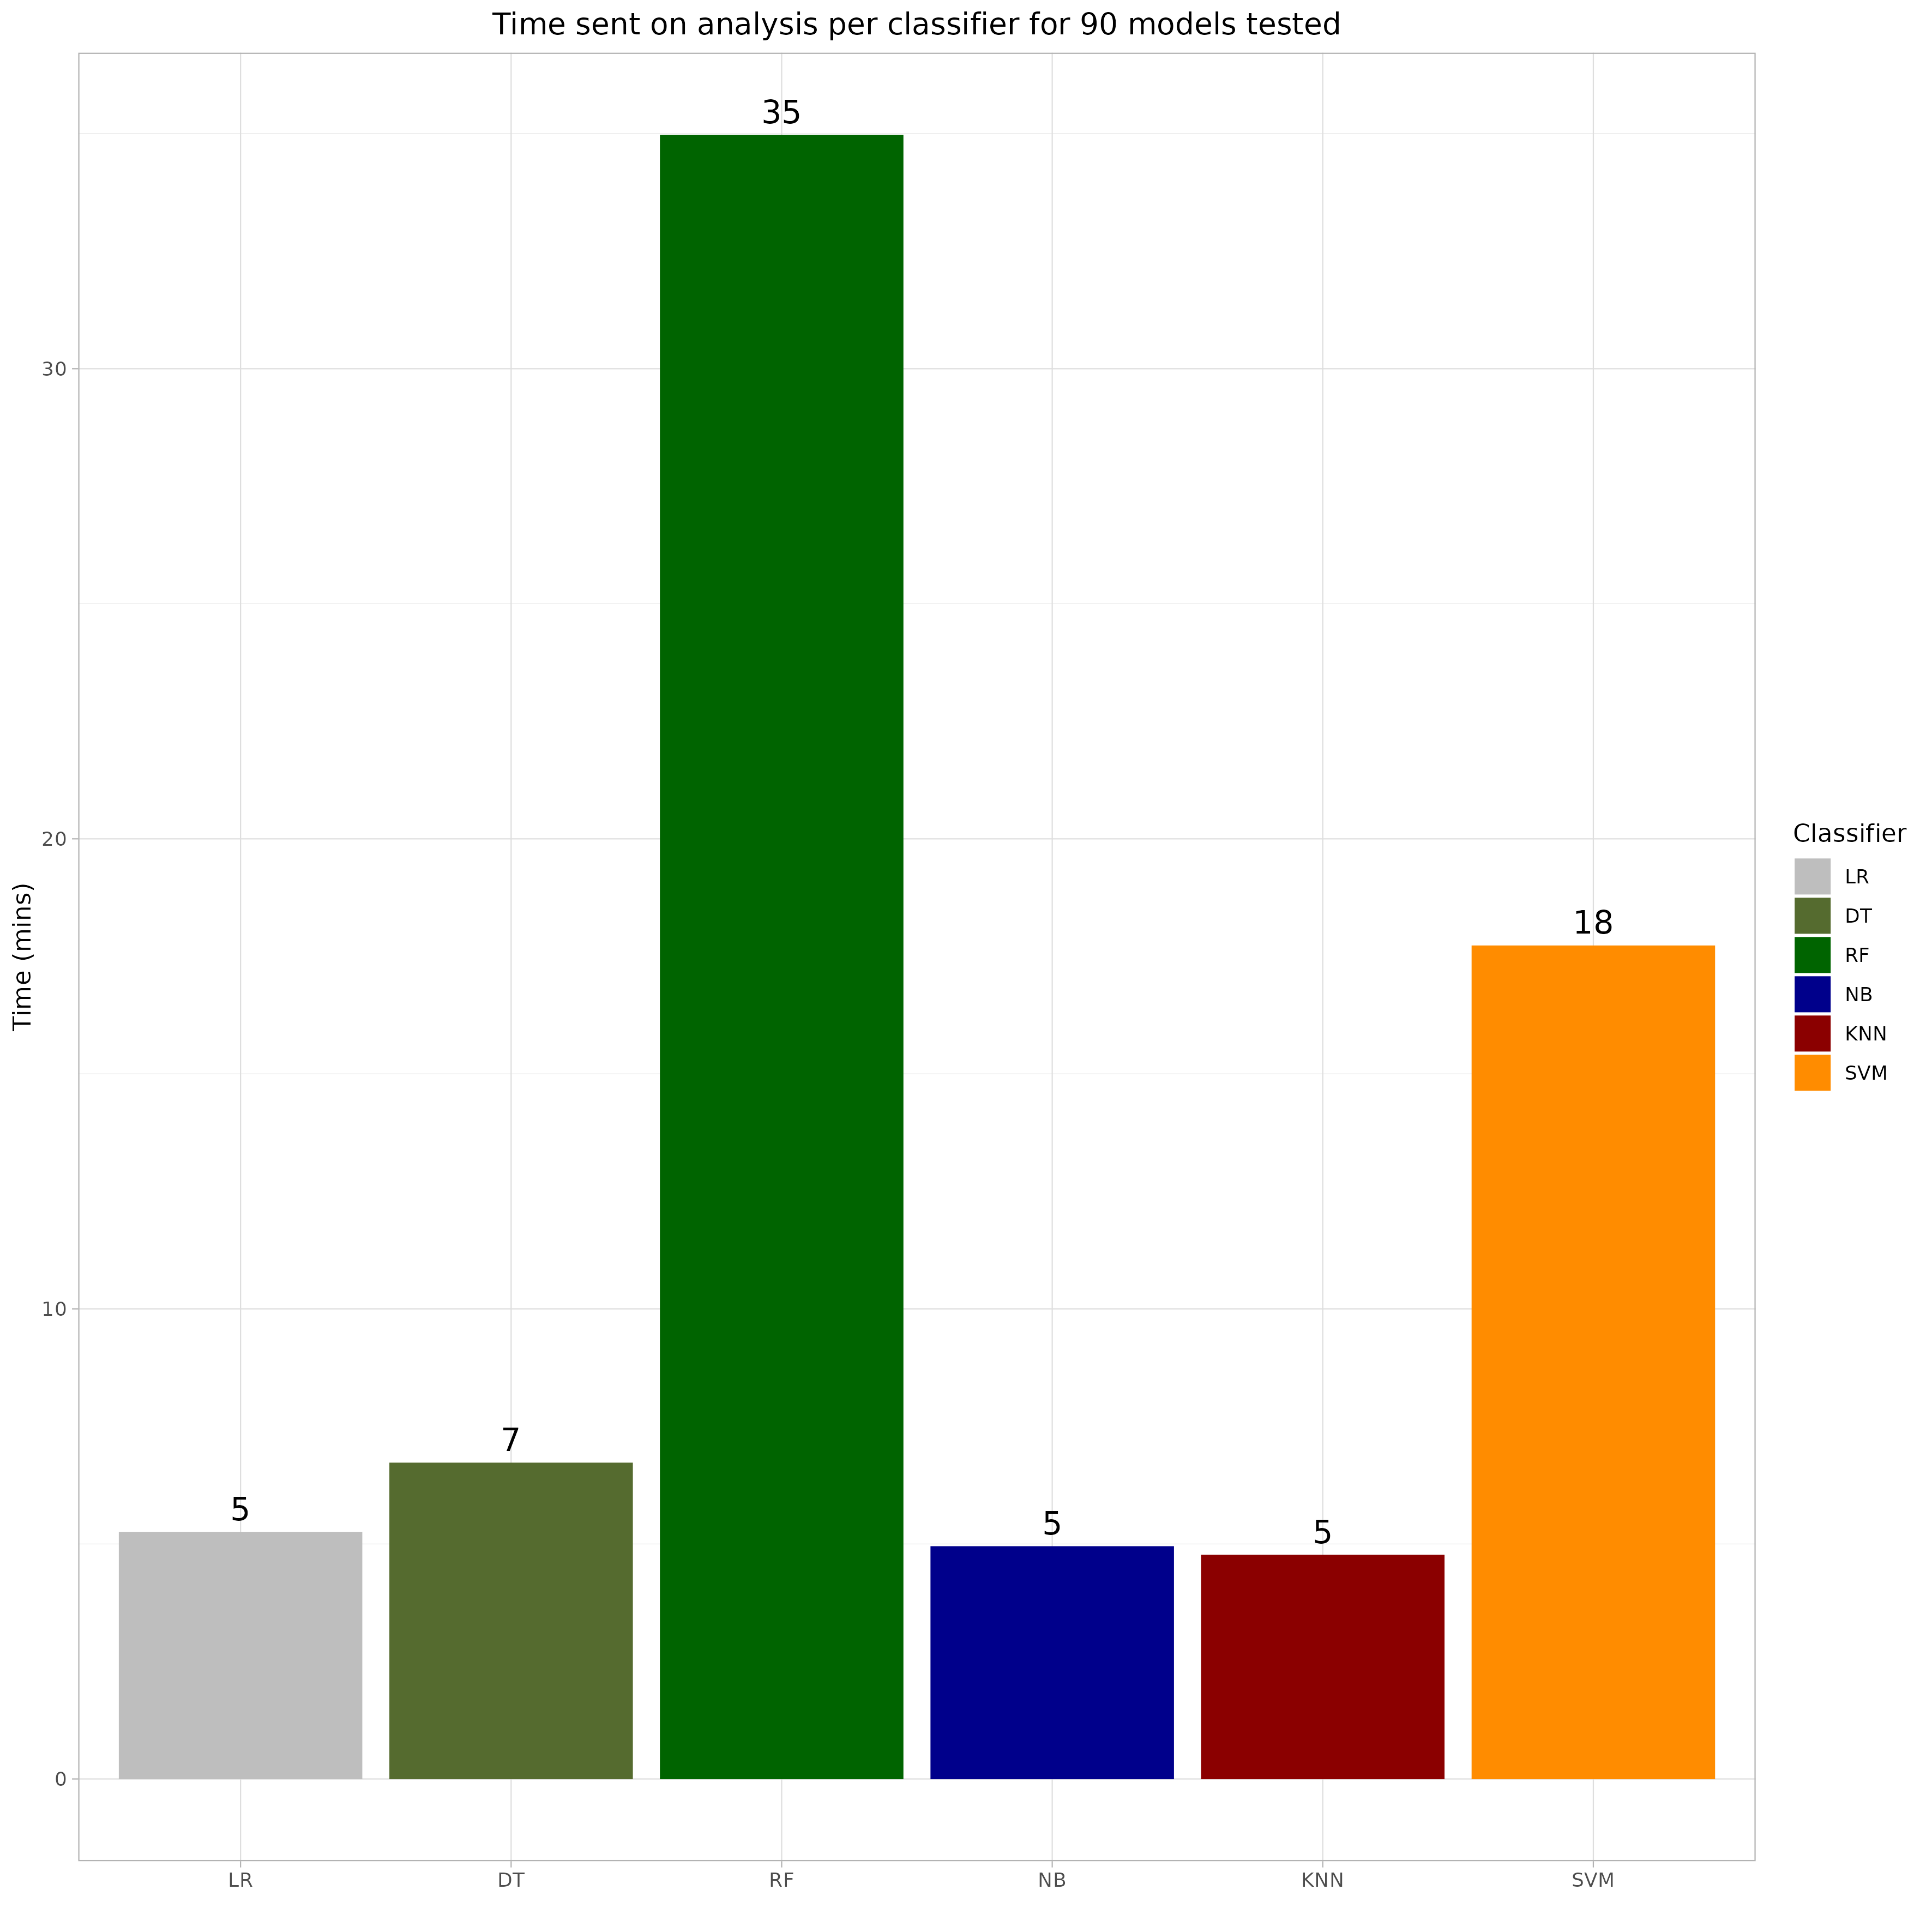 Time sent on analysis per classifier for 90 models tested
35
30
20
18
10
7
5
5
5
0
Time (mins)
LR
DT
RF
NB
KNN
SVM
Classifier
LR
DT
RF
NB
KNN
SVM